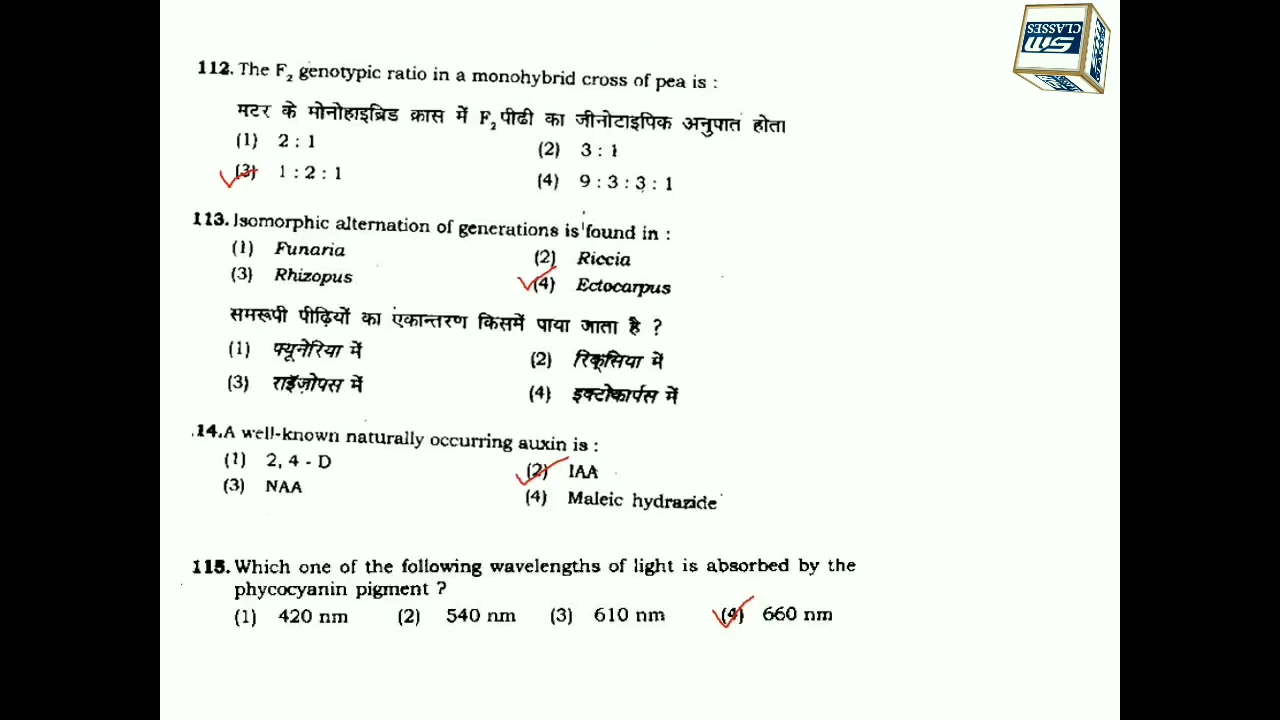 SIM
CLASSES
112. The F₂ genotypic ratio in a monohybrid cross of pea is :
मटर के मोनोहाइब्रिड क्रास में F₂ पीढी का जीनोटाइपिक अनुपात होता
(1) 2 : 1 (2) 3 : 1
(3) 1 : 2 : 1 (4) 9 : 3 : 3 : 1
113. Isomorphic alternation of generations is found in :
(1) Funaria (2) Riccia
(3) Rhizopus (4) Ectocarpus
समरूपी पीढ़ियों का एकान्तरण किसमें पाया जाता है ?
(1) फ्यूनेरिया में (2) रिक्सिया में
(3) राइज़ोपस में (4) इक्टोकार्पस में
14. A well-known naturally occurring auxin is :
(1) 2, 4 - D (2) IAA
(3) NAA (4) Maleic hydrazide
115. Which one of the following wavelengths of light is absorbed by the
phycocyanin pigment ?
(1) 420 nm (2) 540 nm (3) 610 nm (4) 660 nm